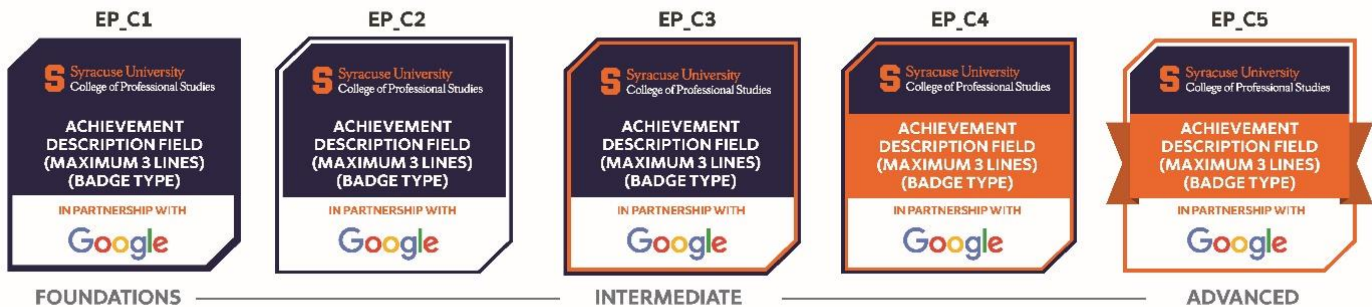 EP_C1
S Syracuse University
College of Professional Studies
ACHIEVEMENT
DESCRIPTION FIELD
(MAXIMUM 3 LINES)
(BADGE TYPE)
IN PARTNERSHIP WITH
Google
EP_C2
S Syracuse University
College of Professional Studies
ACHIEVEMENT
DESCRIPTION FIELD
(MAXIMUM 3 LINES)
(BADGE TYPE)
IN PARTNERSHIP WITH
Google
EP_C3
S Syracuse University
College of Professional Studies
ACHIEVEMENT
DESCRIPTION FIELD
(MAXIMUM 3 LINES)
(BADGE TYPE)
IN PARTNERSHIP WITH
Google
EP_C4
S Syracuse University
College of Professional Studies
ACHIEVEMENT
DESCRIPTION FIELD
(MAXIMUM 3 LINES)
(BADGE TYPE)
IN PARTNERSHIP WITH
Google
EP_C5
S Syracuse University
College of Professional Studies
ACHIEVEMENT
DESCRIPTION FIELD
(MAXIMUM 3 LINES)
(BADGE TYPE)
IN PARTNERSHIP WITH
Google
FOUNDATIONS INTERMEDIATE ADVANCED